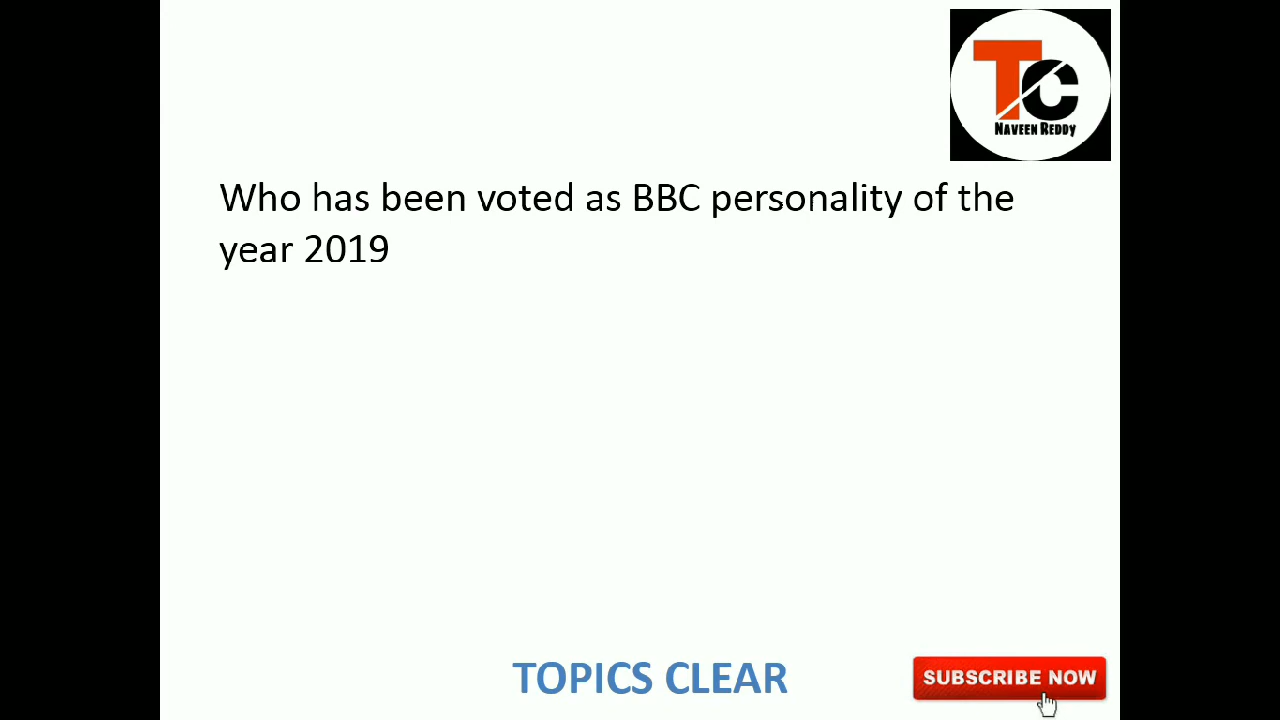 TC
NAVEEN REDDY
Who has been voted as BBC personality of the
year 2019
TOPICS CLEAR
SUBSCRIBE NOW